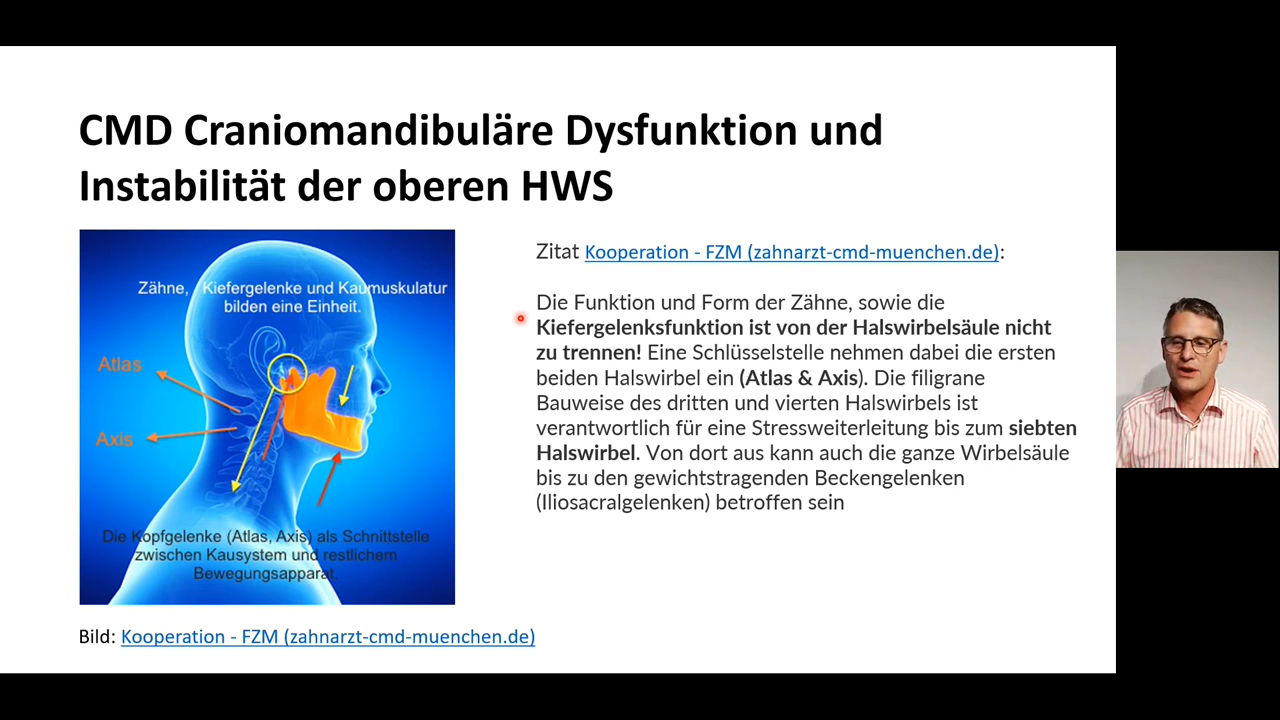 CMD Craniomandibuläre Dysfunktion und
Instabilität der oberen HWS
Zähne, Kiefergelenke und Kaumuskulatur
bilden eine Einheit.
Atlas
Axis
Die Kopfgelenke (Atlas, Axis) als Schnittstelle
zwischen Kausystem und restlichem
Bewegungsapparat.
Bild: Kooperation - FZM (zahnarzt-cmd-muenchen.de)
Zitat Kooperation - FZM (zahnarzt-cmd-muenchen.de):
Die Funktion und Form der Zähne, sowie die
Kiefergelenksfunktion ist von der Halswirbelsäule nicht
zu trennen! Eine Schlüsselstelle nehmen dabei die ersten
beiden Halswirbel ein (Atlas & Axis). Die filigrane
Bauweise des dritten und vierten Halswirbels ist
verantwortlich für eine Stressweiterleitung bis zum siebten
Halswirbel. Von dort aus kann auch die ganze Wirbelsäule
bis zu den gewichtstragenden Beckengelenken
(Iliosacralgelenken) betroffen sein